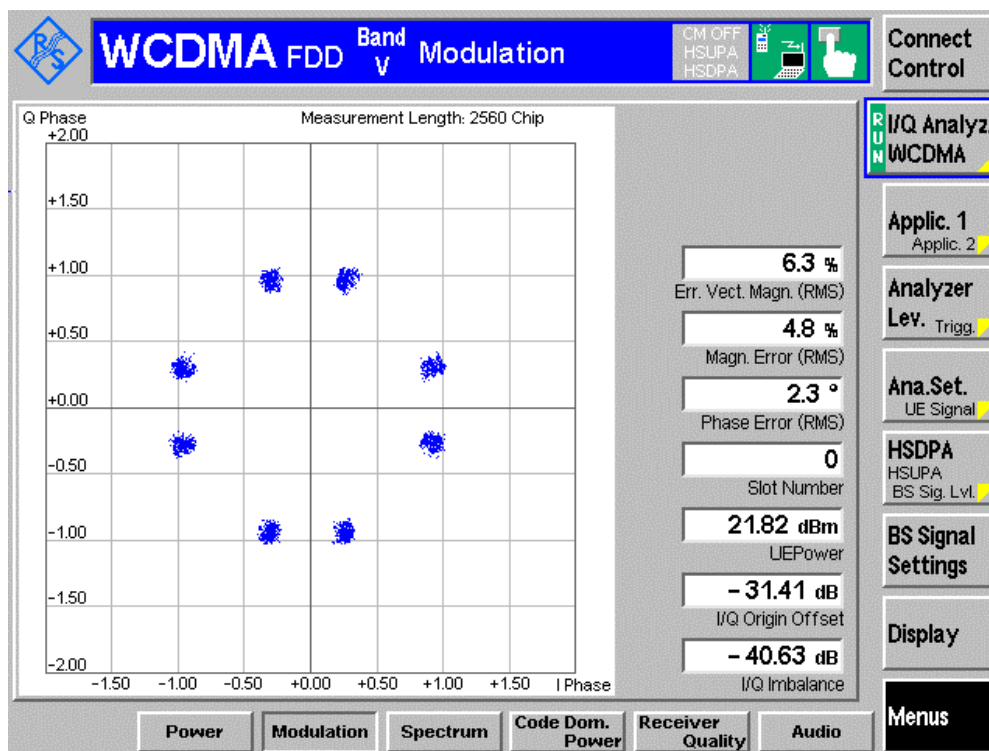 R&S
WCDMA FDD Band V Modulation
CM OFF
HSUPA
HSDPA
Connect
Control
Q Phase
Measurement Length: 2560 Chip
+2.00
+1.50
+1.00
+0.50
+0.00
-0.50
-1.00
-1.50
-2.00
-1.50 -1.00 -0.50 +0.00 +0.50 +1.00 +1.50 I Phase
6.3 %
Err. Vect. Magn. (RMS)
4.8 %
Magn. Error (RMS)
2.3 °
Phase Error (RMS)
0
Slot Number
21.82 dBm
UEPower
- 31.41 dB
I/Q Origin Offset
- 40.63 dB
I/Q Imbalance
RUN
I/Q Analyz.
WCDMA
Applic. 1
Applic. 2
Analyzer
Lev. Trigg.
Ana.Set.
UE Signal
HSDPA
HSUPA
BS Sig. Lvl.
BS Signal
Settings
Display
Menus
Power
Modulation
Spectrum
Code Dom.
Power
Receiver
Quality
Audio